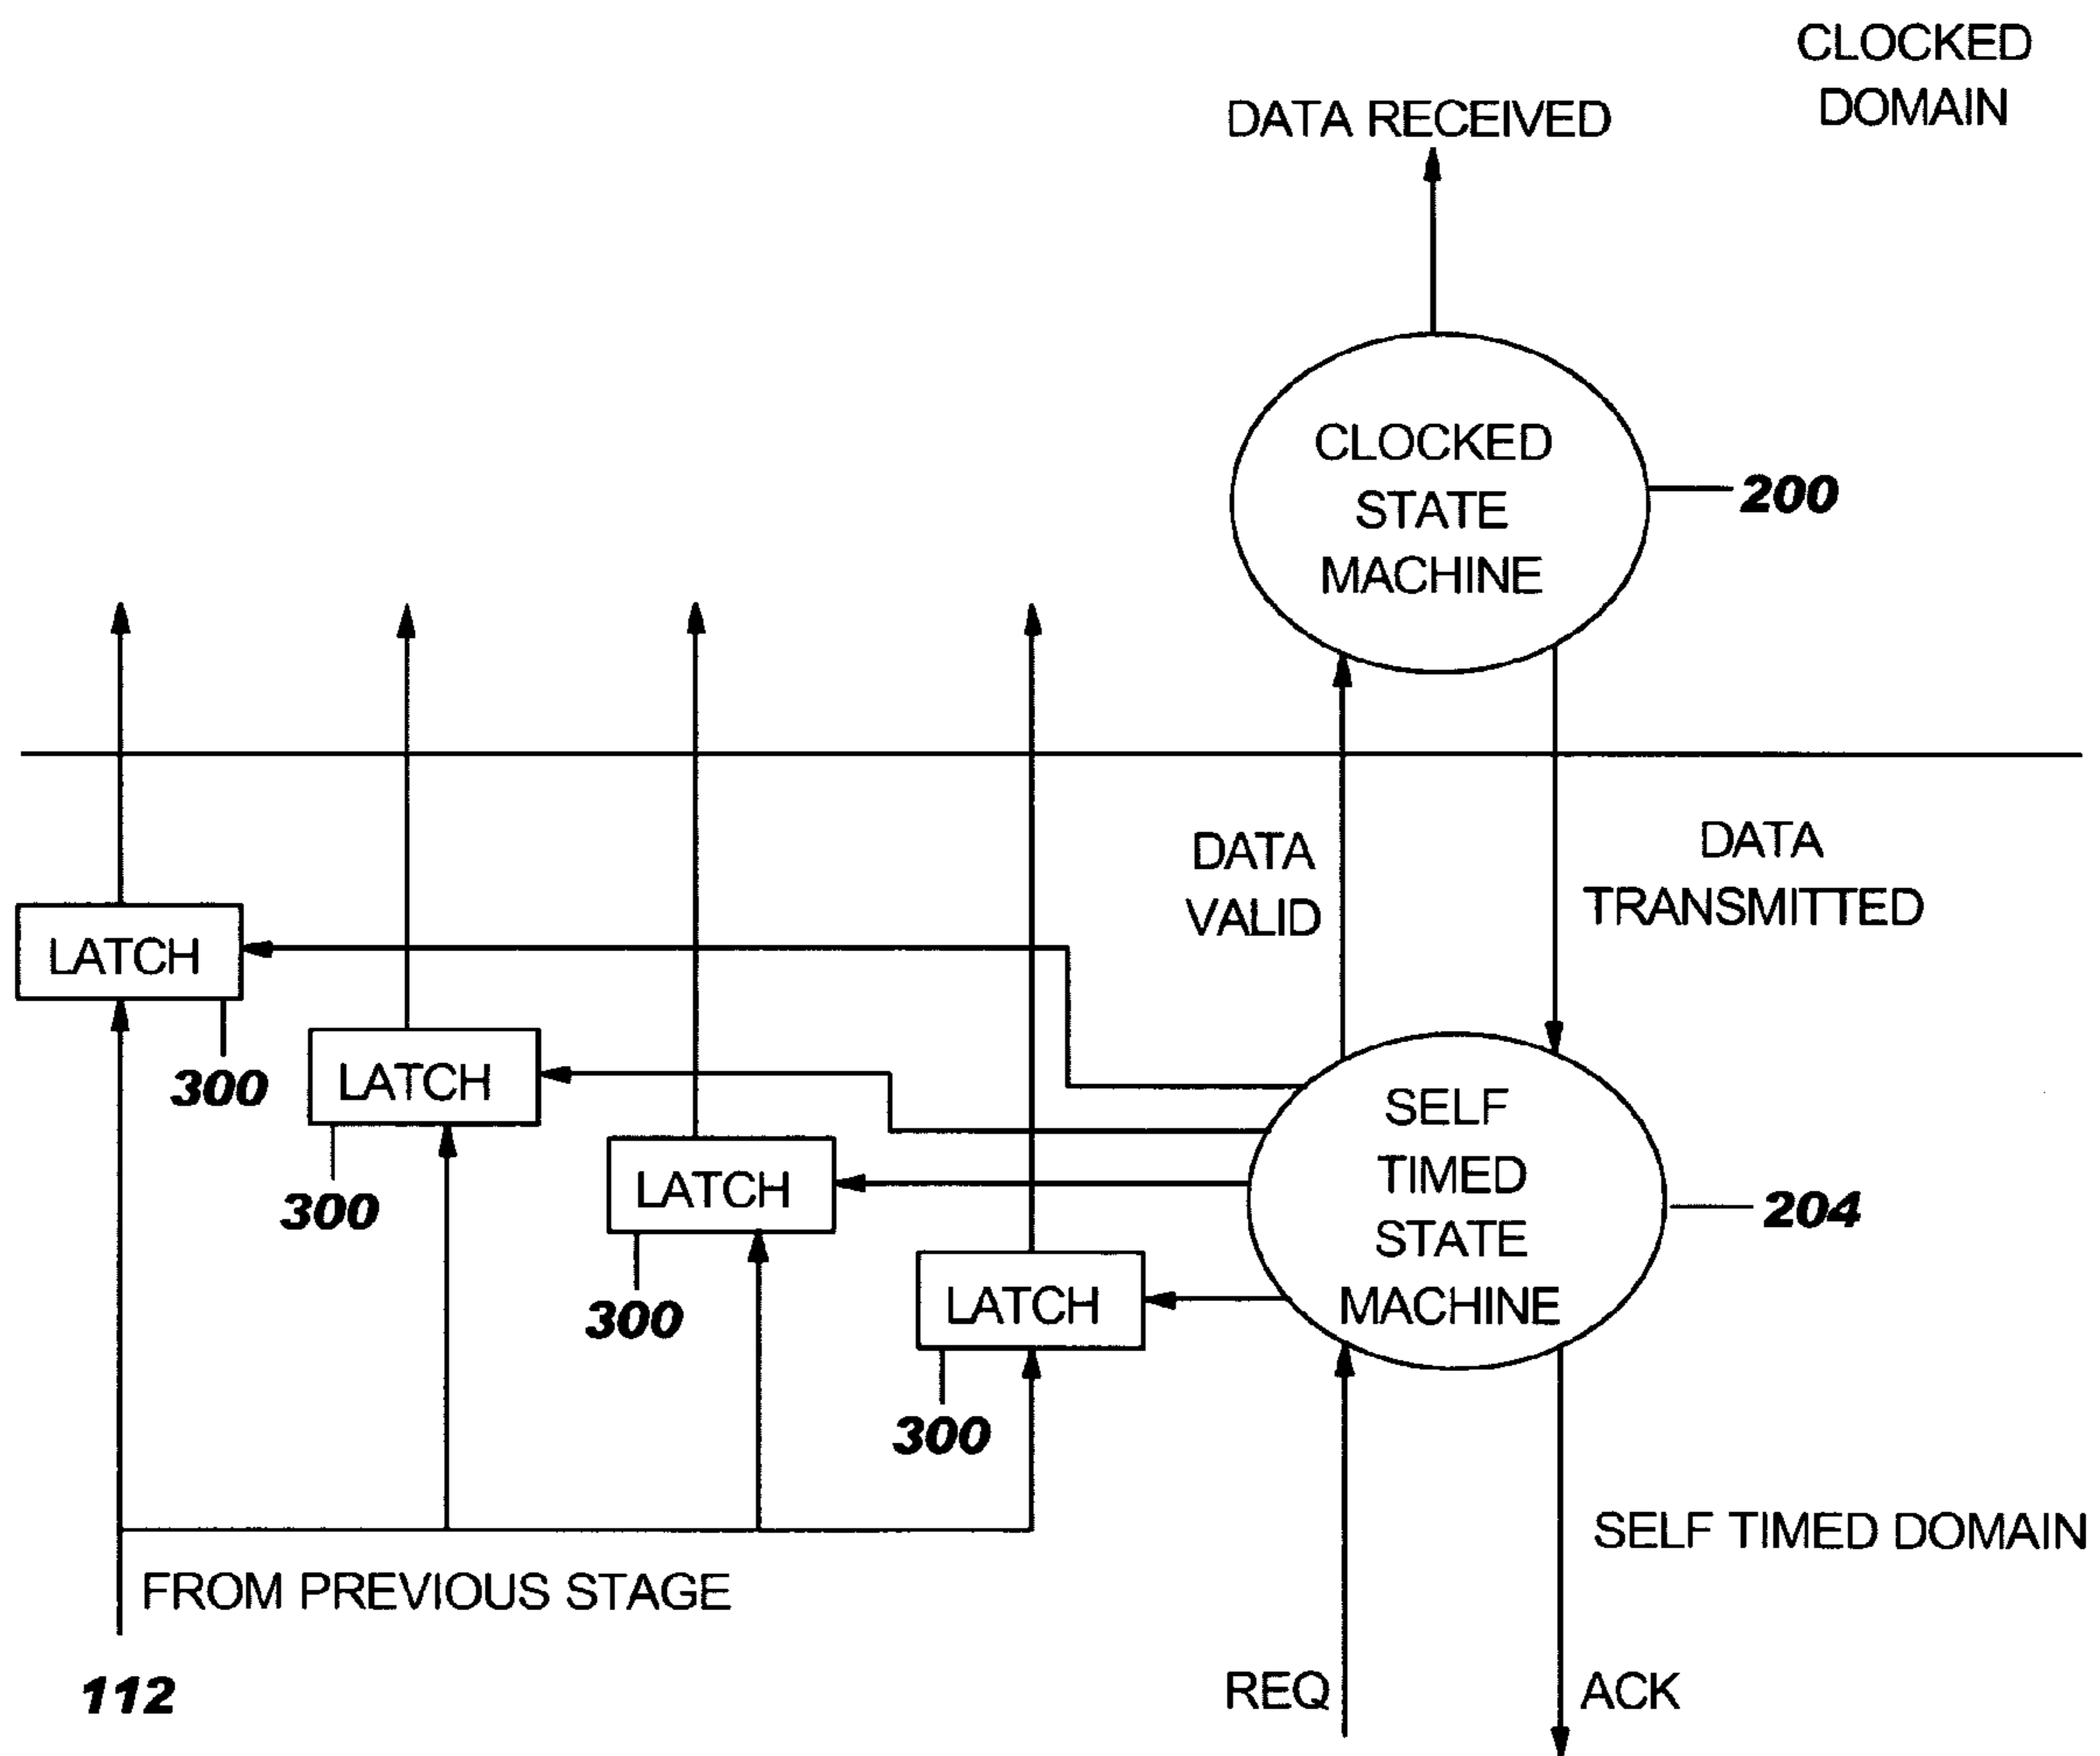 CLOCKED
DOMAIN
DATA RECEIVED
CLOCKED
STATE
MACHINE
200
DATA
VALID
DATA
TRANSMITTED
LATCH
300
LATCH
300
LATCH
300
LATCH
300
SELF
TIMED
STATE
MACHINE
204
SELF TIMED DOMAIN
FROM PREVIOUS STAGE
112
REQ
ACK